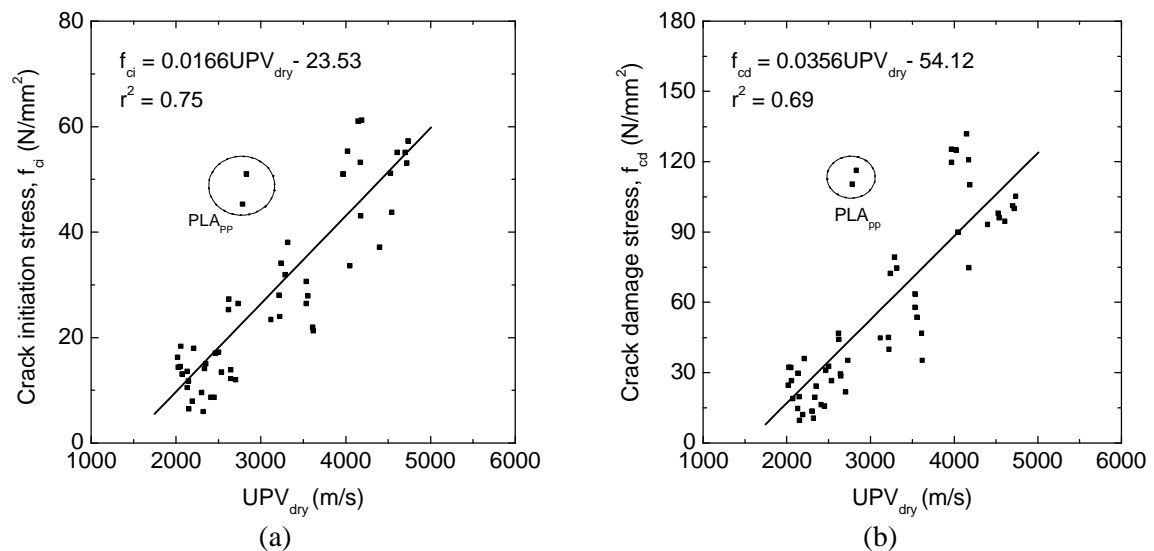 80
60
40
20
0
1000 2000 3000 4000 5000 6000
Crack initiation stress, f_ci (N/mm²)
f_ci = 0.0166UPV_dry - 23.53
r² = 0.75
PLA_PP
UPV_dry (m/s)
(a)
180
150
120
90
60
30
0
1000 2000 3000 4000 5000 6000
Crack damage stress, f_cd (N/mm²)
f_cd = 0.0356UPV_dry - 54.12
r² = 0.69
PLA_pp
UPV_dry (m/s)
(b)